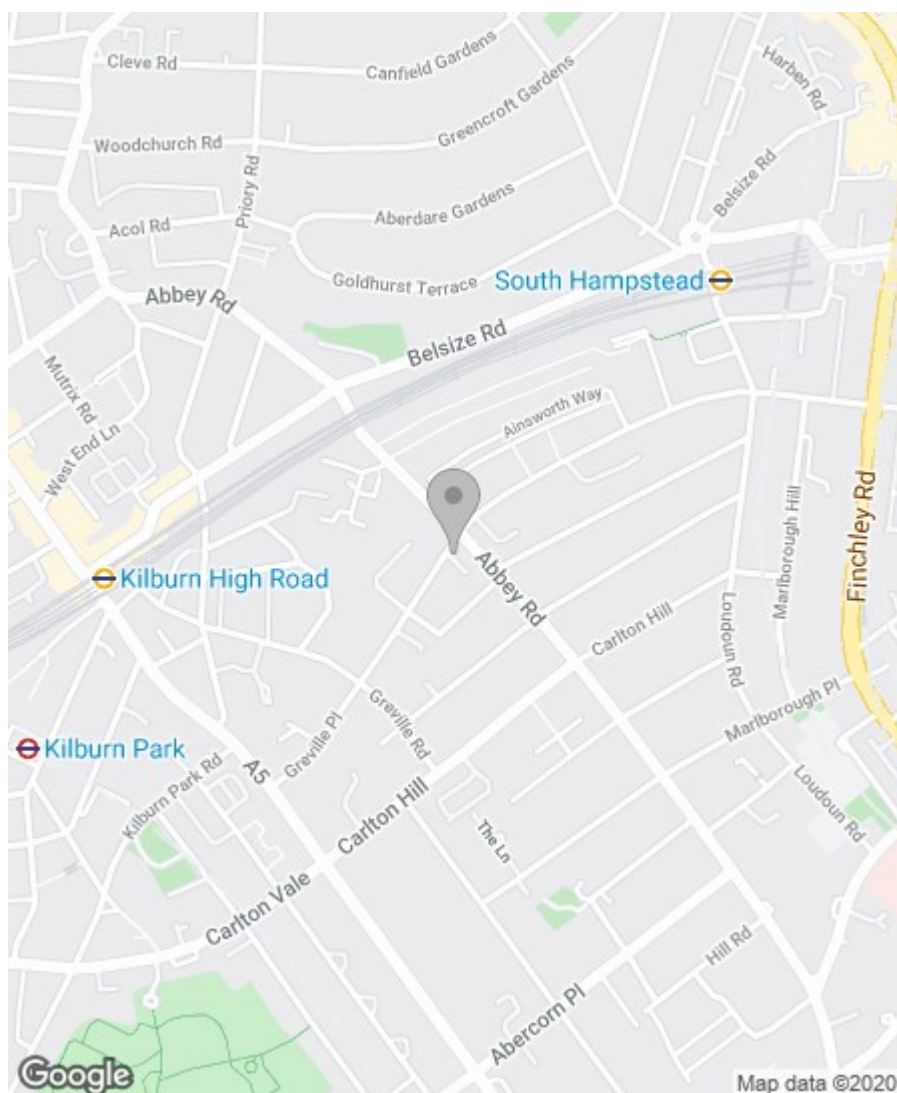 Cleve Rd
Canfield Gardens
Harben Rd
Greencroft Gardens
Woodchurch Rd
Priory Rd
Belsize Rd
Aberdare Gardens
Acol Rd
Goldhurst Terrace
South Hampstead
Abbey Rd
Belsize Rd
Mutrix Rd
West End Ln
Ainsworth Way
Marlborough Hill
Finchley Rd
Kilburn High Road
Abbey Rd
Carlton Hill
Loudoun Rd
Marlborough Pl
Greville Rd
Greville Pl
Kilburn Park
Kilburn Park Rd
A5
Loudoun Rd
Carlton Hill
The Ln
Carlton Vale
Hill Rd
Abercorn Pl
Google
Map data ©2020